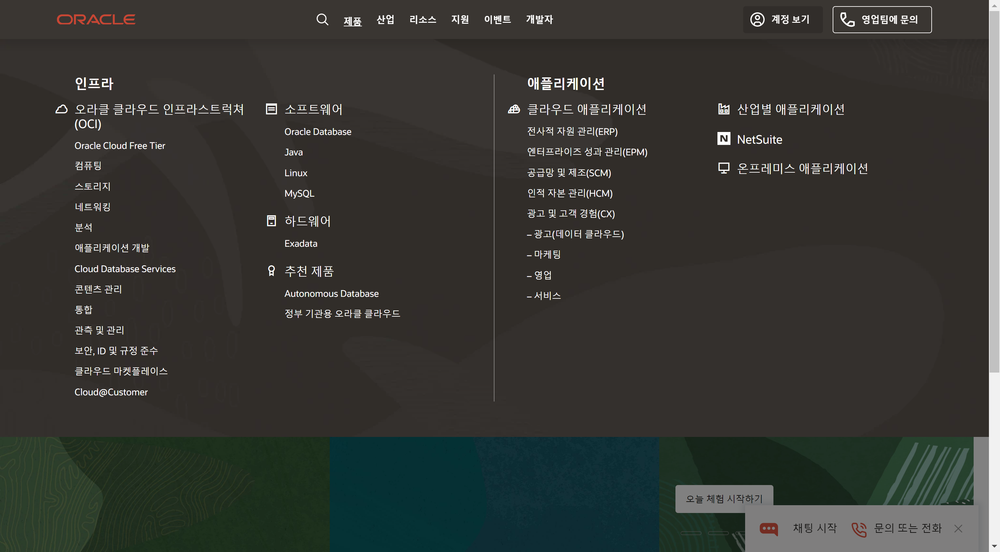 ORACLE
제품
산업
리소스
지원
이벤트
개발자
계정 보기
영업팀에 문의
인프라
오라클 클라우드 인프라스트럭쳐
(OCI)
Oracle Cloud Free Tier
컴퓨팅
스토리지
네트워킹
분석
애플리케이션 개발
Cloud Database Services
콘텐츠 관리
통합
관측 및 관리
보안, ID 및 규정 준수
클라우드 마켓플레이스
Cloud@Customer
소프트웨어
Oracle Database
Java
Linux
MySQL
하드웨어
Exadata
추천 제품
Autonomous Database
정부 기관용 오라클 클라우드
애플리케이션
클라우드 애플리케이션
전사적 자원 관리(ERP)
엔터프라이즈 성과 관리(EPM)
공급망 및 제조(SCM)
인적 자본 관리(HCM)
광고 및 고객 경험(CX)
– 광고(데이터 클라우드)
– 마케팅
– 영업
– 서비스
산업별 애플리케이션
N NetSuite
온프레미스 애플리케이션
오늘 체험 시작하기
채팅 시작
문의 또는 전화